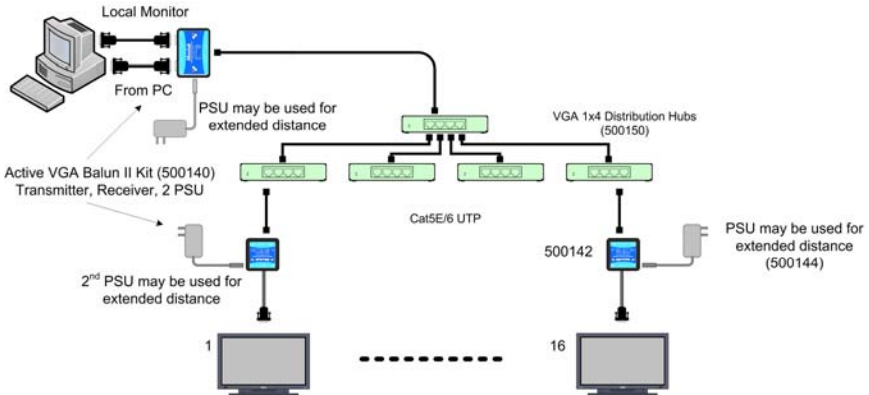 Local Monitor
From PC
PSU may be used for
extended distance
VGA 1x4 Distribution Hubs
(500150)
Active VGA Balun II Kit (500140)
Transmitter, Receiver, 2 PSU
Cat5E/6 UTP
500142
PSU may be used for
extended distance
(500144)
2nd PSU may be used for
extended distance
1
16